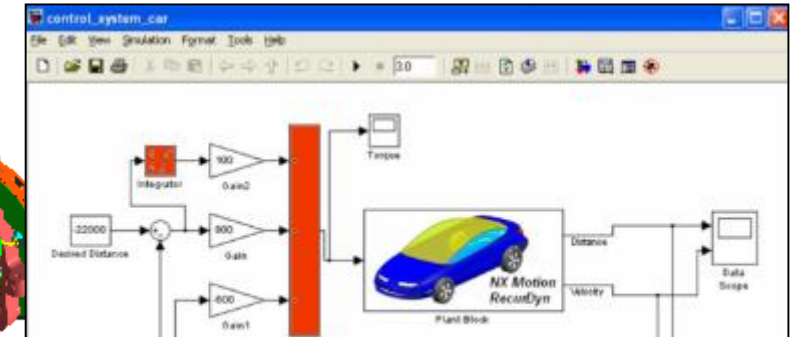 control_system_car
File Edit View Simulation Format Tools Help
3.0
Torque
100
Integrator
Gain2
-22000
800
Distance
Desired Distance
Gain
NX Motion
RecurDyn
Velocity
Data
Scope
-600
Plant Block
Gain1